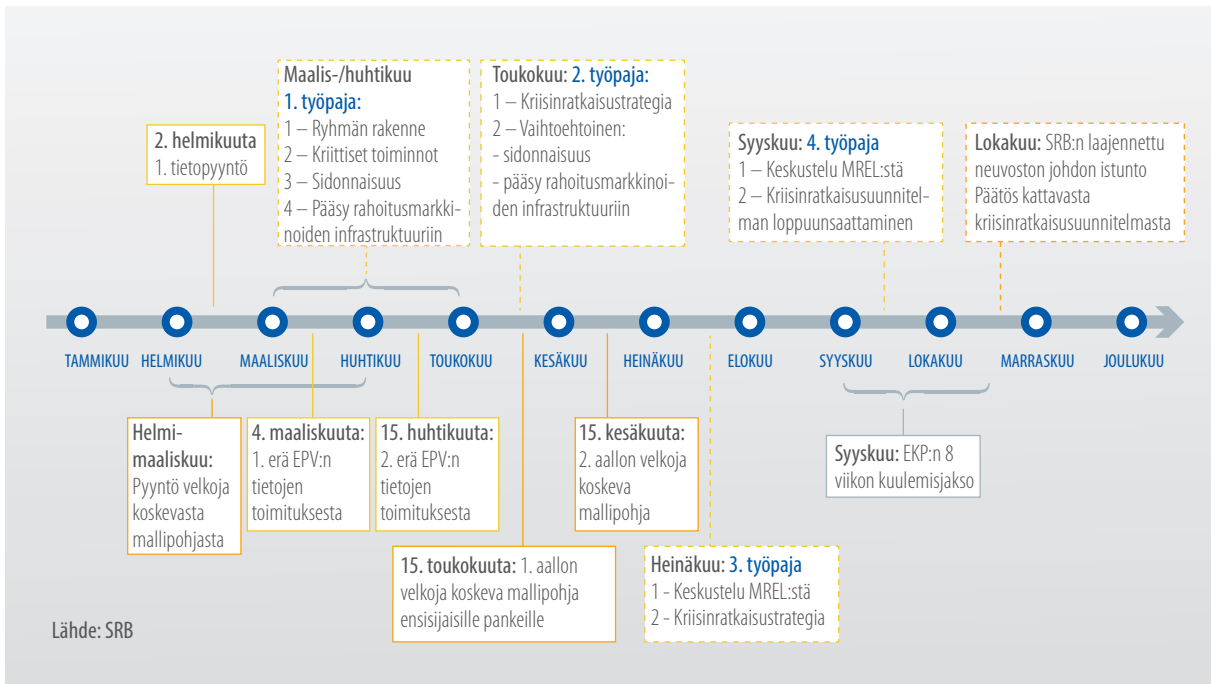 2. helmikuuta
1. tietopyyntö
Maalis-/huhtikuu
1. työpaja:
1 – Ryhmän rakenne
2 – Kriittiset toiminnot
3 – Sidonnaisuus
4 – Pääsy rahoitusmarkki-
noiden infrastruktuuriin
Toukokuu: 2. työpaja:
1 – Kriisinratkaisustrategia
2 – Vaihtoehtoinen:
- sidonnaisuus
- pääsy rahoitusmarkkinoi-
den infrastruktuuriin
Syyskuu: 4. työpaja
1 – Keskustelu MREL:stä
2 – Kriisinratkaisusuunnitel-
man loppuunsaattaminen
Lokakuu: SRB:n laajennettu
neuvoston johdon istunto
Päätös kattavasta
kriisinratkaisusuunnitelmasta
TAMMIKUU HELMIKUU MAALISKUU HUHTIKUU TOUKOKUU KESÄKUU HEINÄKUU ELOKUU SYYSKUU LOKAKUU MARRASKUU JOULUKUU
Helmi-
maaliskuu:
Pyyntö velkoja
koskevasta
mallipohjasta
4. maaliskuuta:
1. erä EPV:n
tietojen
toimituksesta
15. huhtikuuta:
2. erä EPV:n
tietojen
toimituksesta
15. kesäkuuta:
2. aallon velkoja
koskeva
mallipohja
Syyskuu: EKP:n 8
viikon kuulemisjakso
15. toukokuuta: 1. aallon
velkoja koskeva mallipohja
ensisijaisille pankeille
Heinäkuu: 3. työpaja
1 - Keskustelu MREL:stä
2 - Kriisinratkaisustrategia
Lähde: SRB